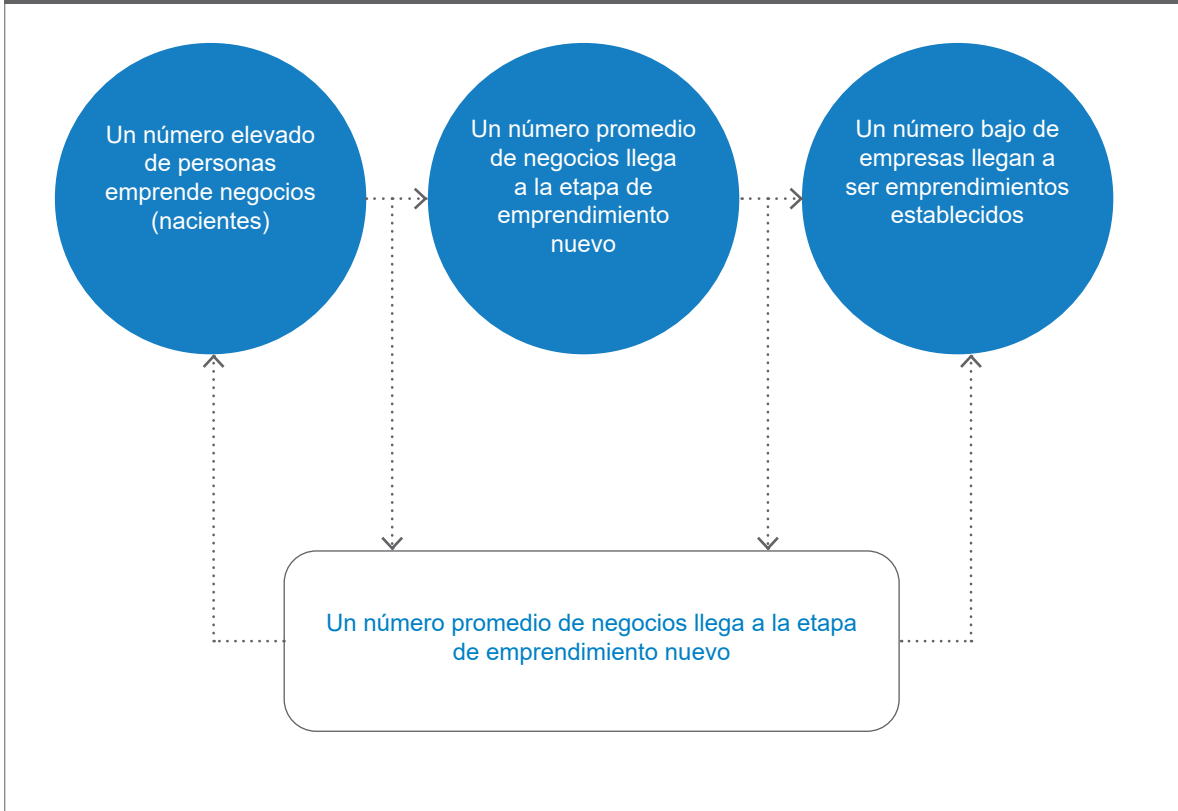 Un número elevado
de personas
emprende negocios
(nacientes)
Un número promedio
de negocios llega
a la etapa de
emprendimiento
nuevo
Un número bajo de
empresas llegan a
ser emprendimientos
establecidos
Un número promedio de negocios llega a la etapa
de emprendimiento nuevo